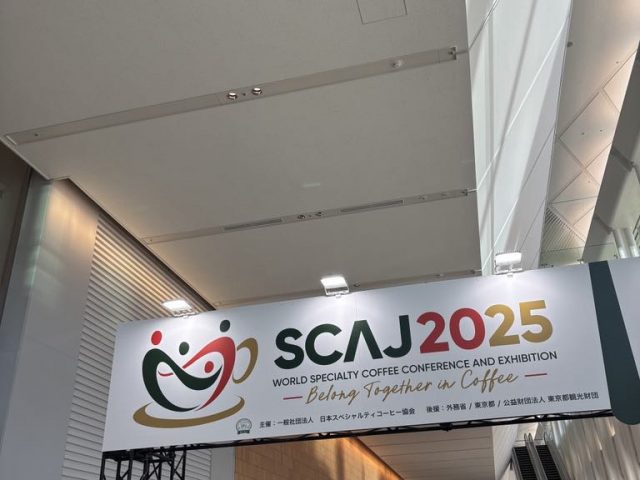 SCAJ2025
WORLD SPECIALTY COFFEE CONFERENCE AND EXHIBITION
Belong Together in Coffee
主催：一般社団法人 日本スペシャルティコーヒー協会 後援：外務省 / 東京都 / 公益財団法人 東京都観光財団